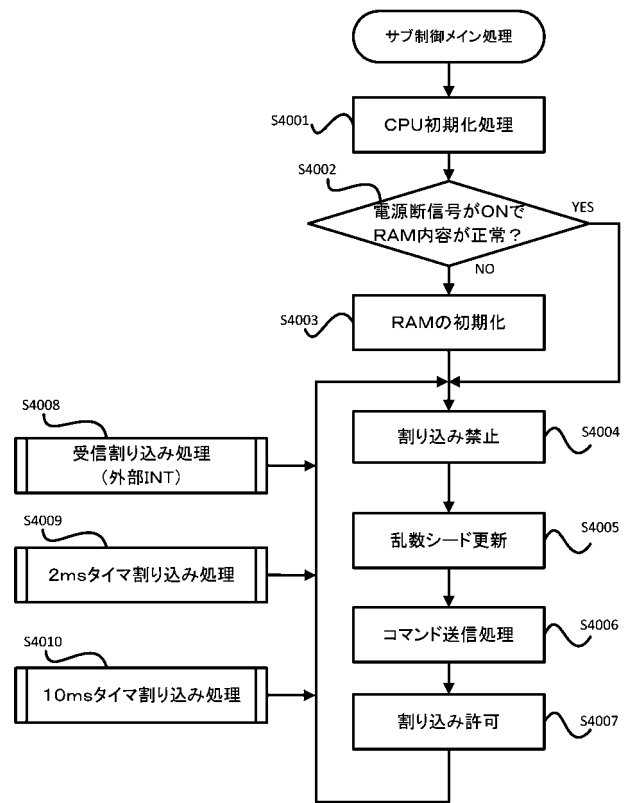 サブ制御メイン処理
S4001
CPU初期化処理
S4002
電源断信号がONで
RAM内容が正常？
YES
NO
S4003
RAMの初期化
S4008
受信割り込み処理
（外部INT）
割り込み禁止
S4004
S4009
2msタイマ割り込み処理
乱数シード更新
S4005
コマンド送信処理
S4006
S4010
10msタイマ割り込み処理
割り込み許可
S4007